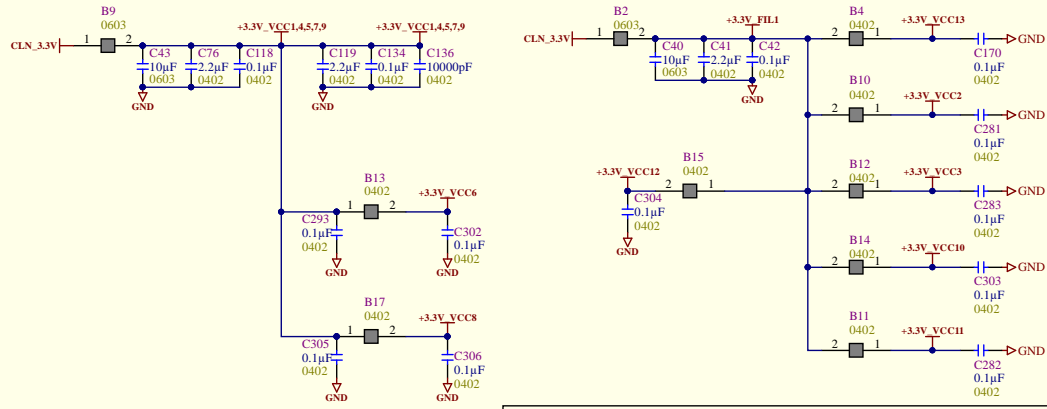 B9
0603
CLN_3.3V
1
2
+3.3V_VCC1,4,5,7,9
+3.3V_VCC1,4,5,7,9
C43
10µF
0603
C76
2.2µF
0402
C118
0.1µF
0402
C119
2.2µF
0402
C134
0.1µF
0402
C136
10000pF
0402
GND
GND
B13
0402
1
2
+3.3V_VCC6
C293
0.1µF
0402
GND
C302
0.1µF
0402
GND
B17
0402
1
2
+3.3V_VCC8
C305
0.1µF
0402
GND
C306
0.1µF
0402
GND
B2
0603
CLN_3.3V
1
2
+3.3V_FIL1
C40
10µF
0603
C41
2.2µF
0402
C42
0.1µF
0402
GND
B4
0402
2
1
+3.3V_VCC13
C170
0.1µF
0402
GND
B10
0402
2
1
+3.3V_VCC2
C281
0.1µF
0402
GND
B15
0402
+3.3V_VCC12
2
1
C304
0.1µF
0402
GND
B12
0402
2
1
+3.3V_VCC3
C283
0.1µF
0402
GND
B14
0402
2
1
+3.3V_VCC10
C303
0.1µF
0402
GND
B11
0402
2
1
+3.3V_VCC11
C282
0.1µF
0402
GND